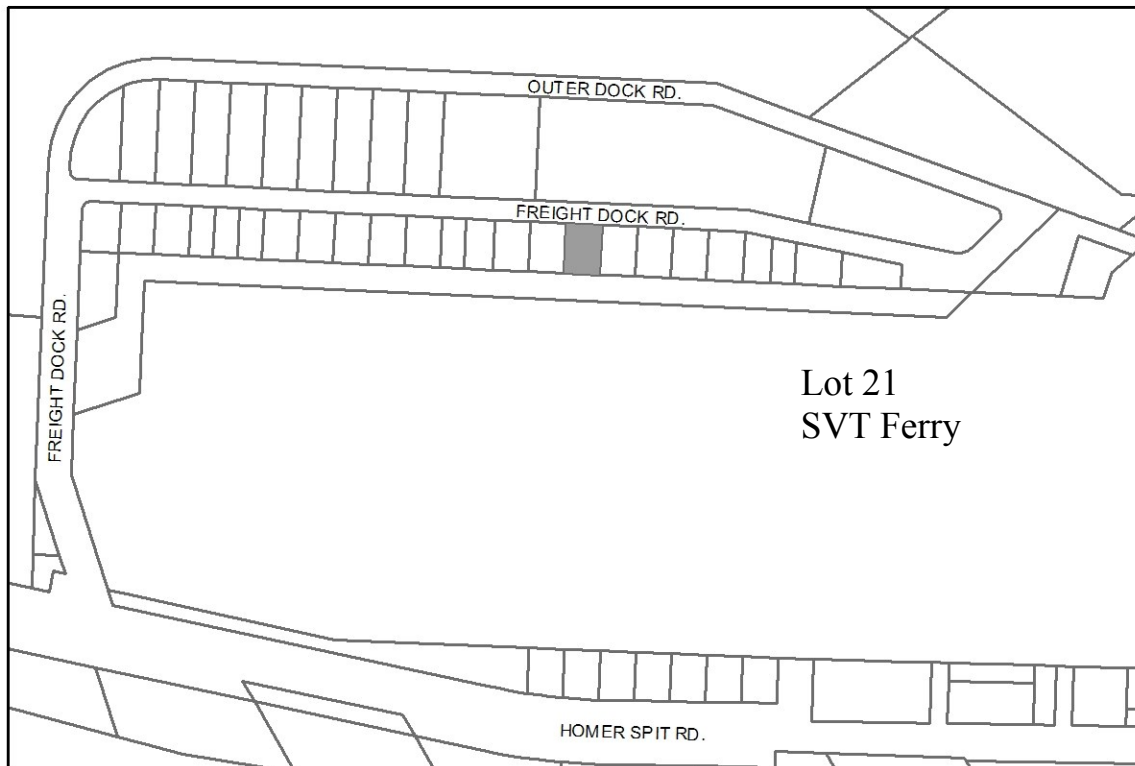 OUTER DOCK RD.
FREIGHT DOCK RD.
FREIGHT DOCK RD.
Lot 21
SVT Ferry
HOMER SPIT RD.